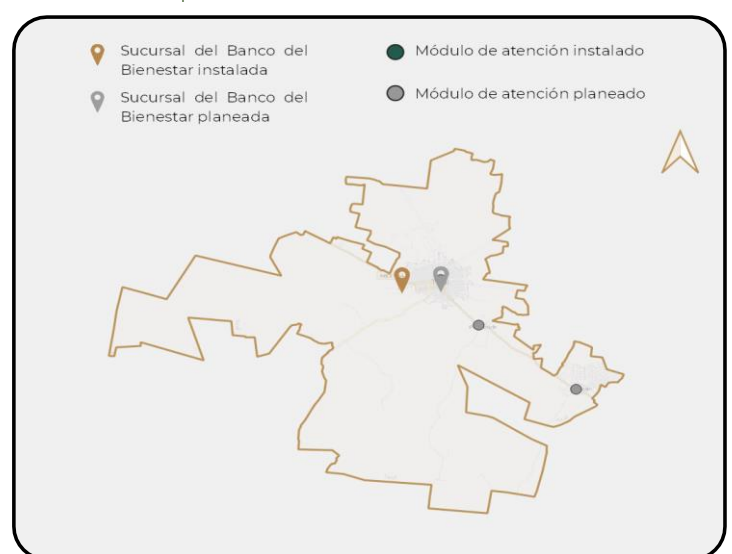 Sucursal del Banco del
Bienestar instalada
Sucursal del Banco del
Bienestar planeada
Módulo de atención instalado
Módulo de atención planeado